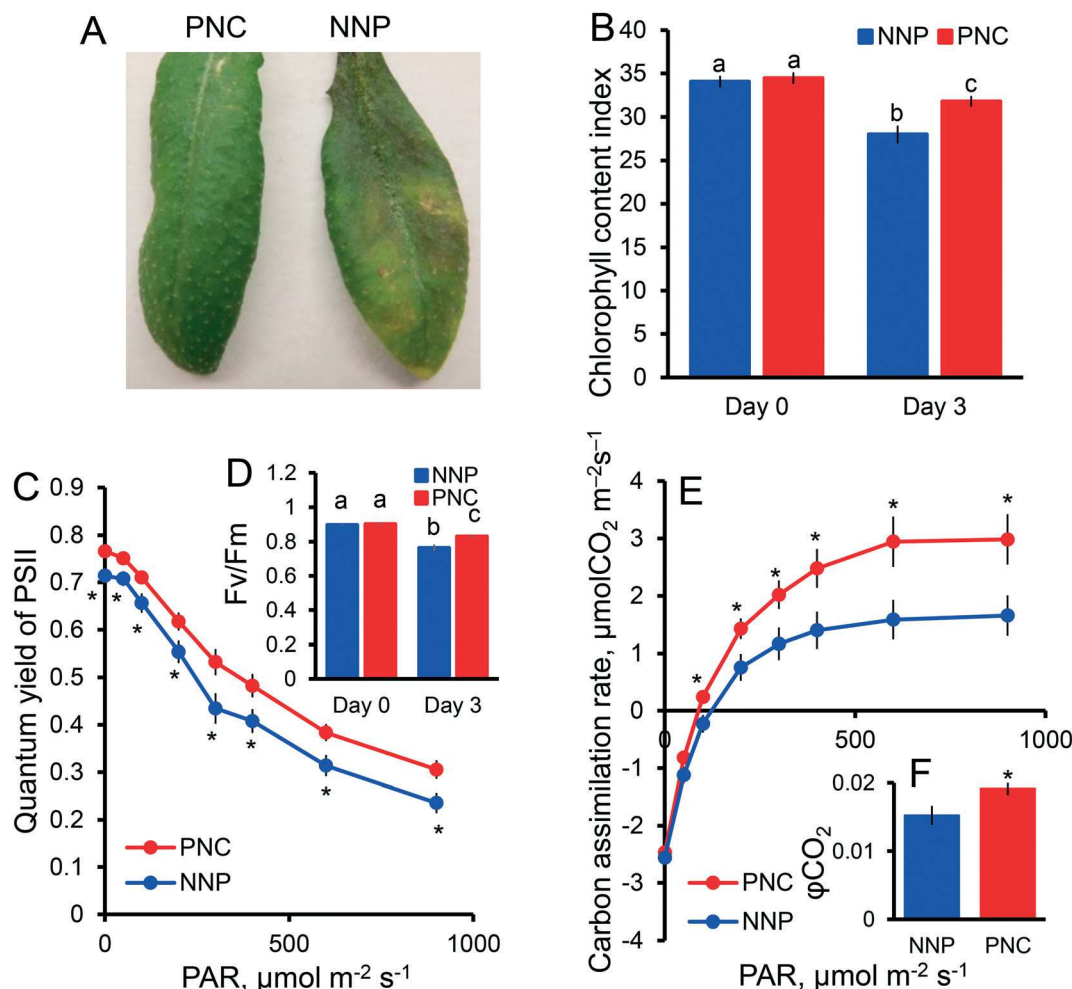 A PNC NNP
B
NNP PNC
Chlorophyll content index
40
35
30
25
20
15
10
5
0
a a
b c
Day 0 Day 3
C
Quantum yield of PSII
0.9
0.8
0.7
0.6
0.5
0.4
0.3
0.2
0.1
0
* * * * * * * *
PNC
NNP
0 500 1000
PAR, µmol m⁻² s⁻¹
D
Fv/Fm
1.2
1
0.8
0.6
0.4
0.2
0
NNP
PNC
a a
b c
Day 0 Day 3
E
Carbon assimilation rate, µmolCO₂ m⁻²s⁻¹
4
3
2
1
0
-1
-2
-3
-4
* * * * * *
0 500 1000
PNC
NNP
PAR, µmol m⁻² s⁻¹
F
φCO₂
0.02
0.01
0
*
NNP PNC